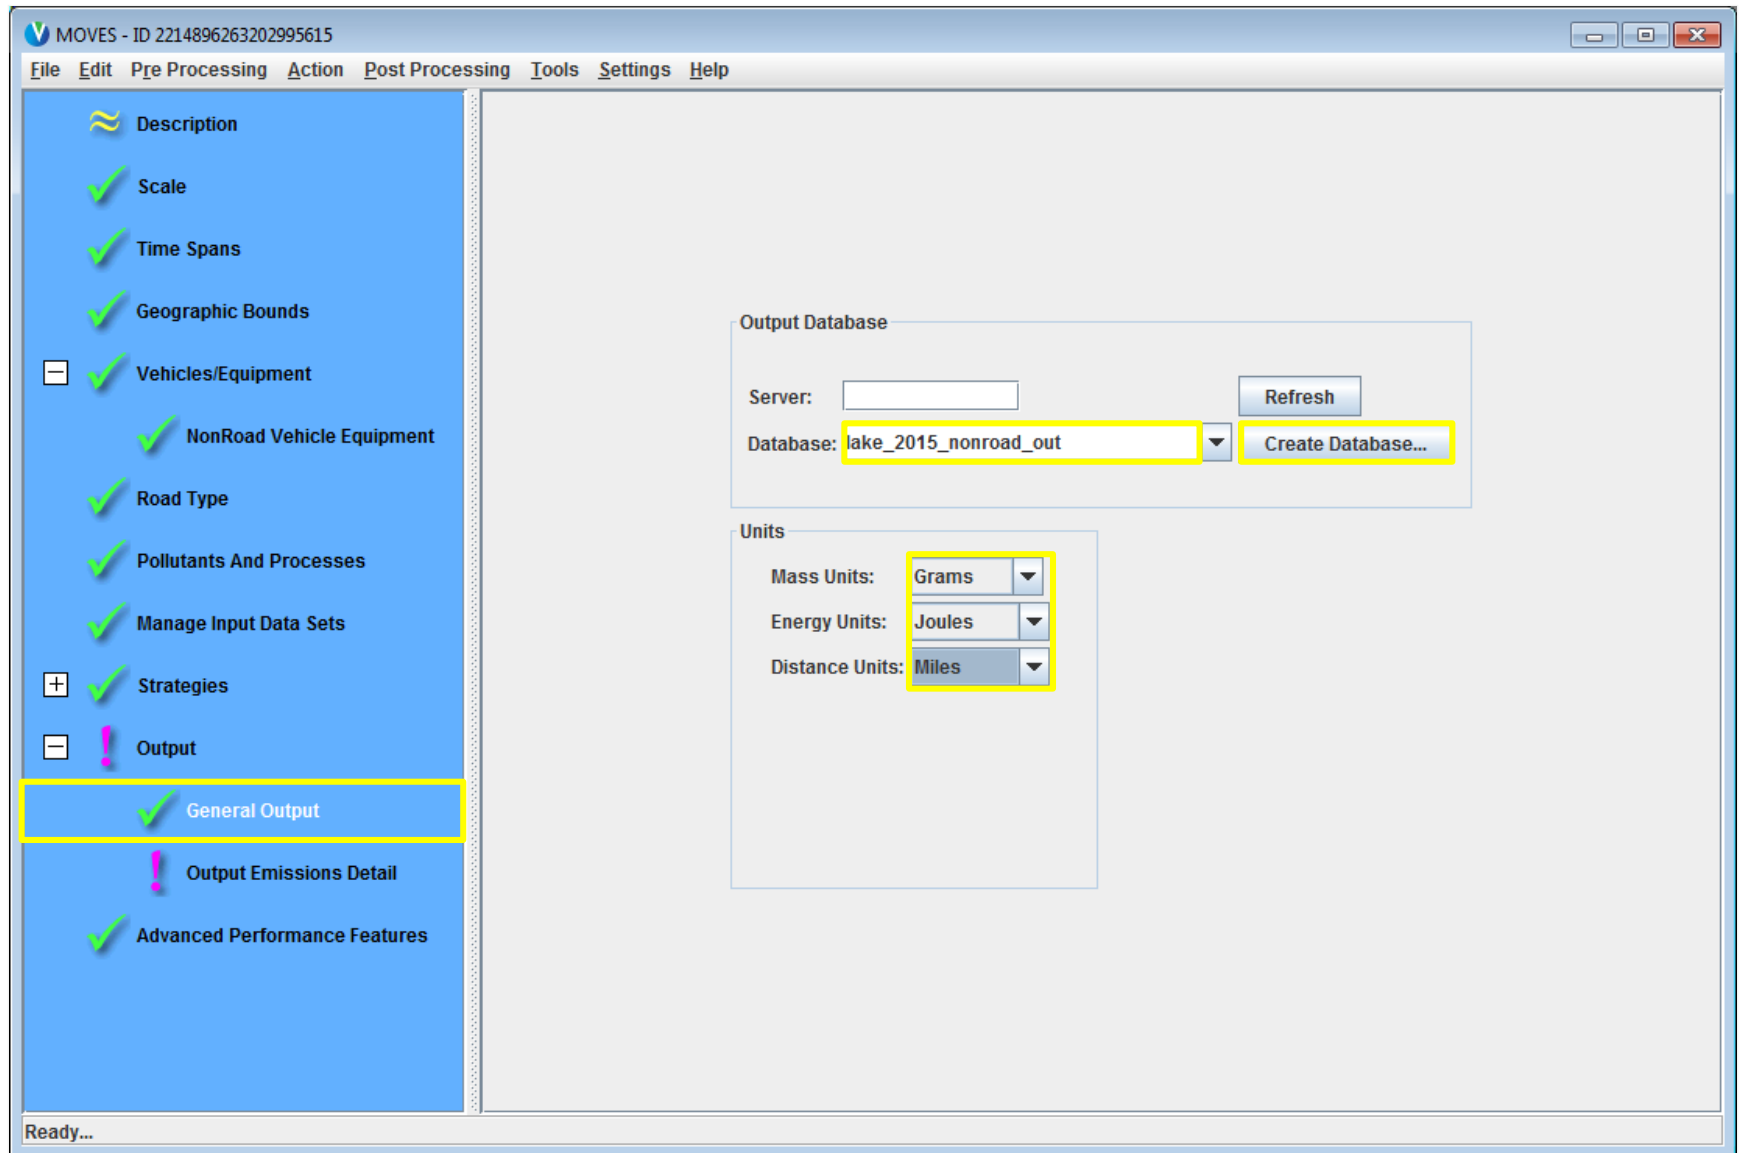 MOVES - ID 2214896263202995615
File Edit Pre Processing Action Post Processing Tools Settings Help
Description
Scale
Time Spans
Geographic Bounds
Vehicles/Equipment
NonRoad Vehicle Equipment
Road Type
Pollutants And Processes
Manage Input Data Sets
Strategies
Output
General Output
Output Emissions Detail
Advanced Performance Features
Output Database
Server: Refresh
Database: lake_2015_nonroad_out Create Database...
Units
Mass Units: Grams
Energy Units: Joules
Distance Units: Miles
Ready...